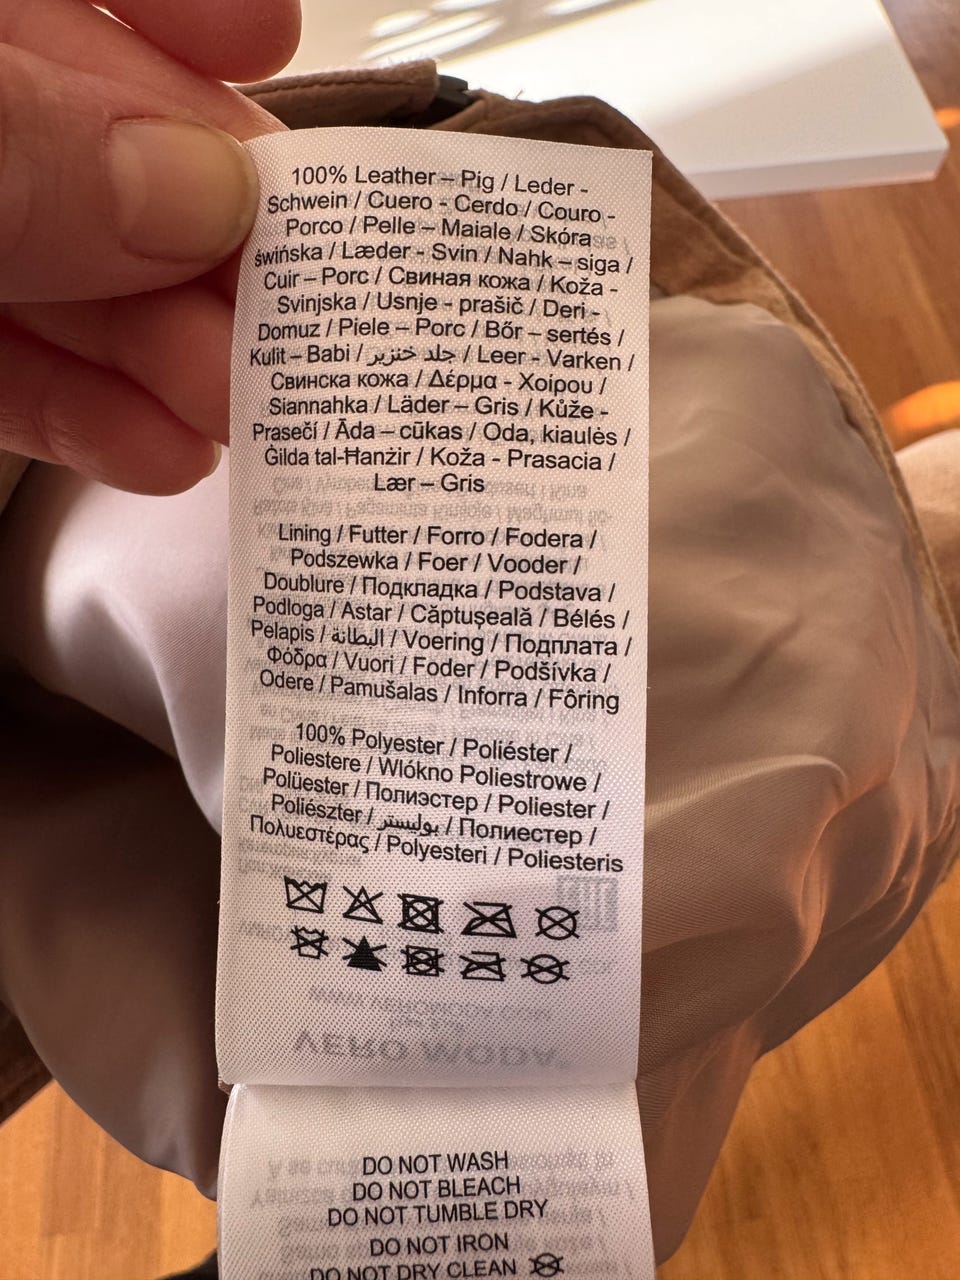 100% Leather – Pig / Leder -
Schwein / Cuero - Cerdo / Couro -
Porco / Pelle – Maiale / Skóra
świńska / Læder - Svin / Nahk – siga /
Cuir – Porc / Свиная кожа / Koža -
Svinjska / Usnje - prašič / Deri -
Domuz / Piele – Porc / Bőr – sertés /
Kulit – Babi / جلد خنزير / Leer - Varken /
Свинска кожа / Δέρμα - Χοίρου /
Siannahka / Läder – Gris / Kůže -
Prasečí / Āda – cūkas / Oda, kiaulės /
Ġilda tal-Ħanżir / Koža - Prasacia /
Lær – Gris
Lining / Futter / Forro / Fodera /
Podszewka / Foer / Vooder /
Doublure / Подкладка / Podstava /
Podloga / Astar / Căptușeală / Bélés /
Pelapis / البطانة / Voering / Подплата /
Φόδρα / Vuori / Foder / Podšívka /
Odere / Pamušalas / Inforra / Fôring
100% Polyester / Poliéster /
Poliestere / Wlókno Poliestrowe /
Polüester / Полиэстер / Poliester /
Poliészter / بوليستر / Полиестер /
Πολυεστέρας / Polyesteri / Poliesteris
VERO MODA
DO NOT WASH
DO NOT BLEACH
DO NOT TUMBLE DRY
DO NOT IRON
DO NOT DRY CLEAN